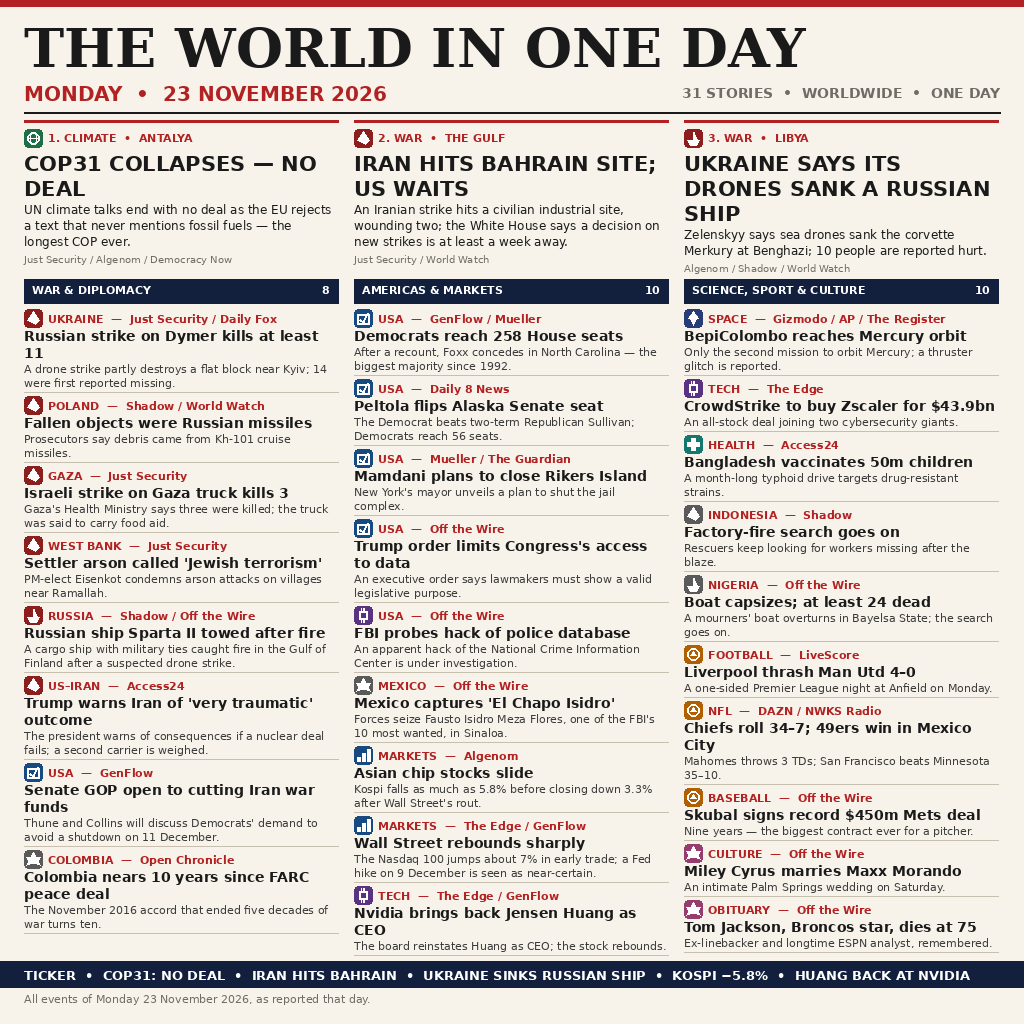 THE WORLD IN ONE DAY
MONDAY • 23 NOVEMBER 2026
31 STORIES • WORLDWIDE • ONE DAY
1. CLIMATE • ANTALYA
COP31 COLLAPSES — NO
DEAL
UN climate talks end with no deal as the EU rejects
a text that never mentions fossil fuels — the
longest COP ever.
Just Security / Algenom / Democracy Now
2. WAR • THE GULF
IRAN HITS BAHRAIN SITE;
US WAITS
An Iranian strike hits a civilian industrial site,
wounding two; the White House says a decision on
new strikes is at least a week away.
Just Security / World Watch
3. WAR • LIBYA
UKRAINE SAYS ITS
DRONES SANK A RUSSIAN
SHIP
Zelenskyy says sea drones sank the corvette
Merkury at Benghazi; 10 people are reported hurt.
Algenom / Shadow / World Watch
WAR & DIPLOMACY 8
UKRAINE — Just Security / Daily Fox
Russian strike on Dymer kills at least
11
A drone strike partly destroys a flat block near Kyiv; 14
were first reported missing.
POLAND — Shadow / World Watch
Fallen objects were Russian missiles
Prosecutors say debris came from Kh-101 cruise
missiles.
GAZA — Just Security
Israeli strike on Gaza truck kills 3
Gaza's Health Ministry says three were killed; the truck
was said to carry food aid.
WEST BANK — Just Security
Settler arson called 'Jewish terrorism'
PM-elect Eisenkot condemns arson attacks on villages
near Ramallah.
RUSSIA — Shadow / Off the Wire
Russian ship Sparta II towed after fire
A cargo ship with military ties caught fire in the Gulf of
Finland after a suspected drone strike.
US-IRAN — Access24
Trump warns Iran of 'very traumatic'
outcome
The president warns of consequences if a nuclear deal
fails; a second carrier is weighed.
USA — GenFlow
Senate GOP open to cutting Iran war
funds
Thune and Collins will discuss Democrats' demand to
avoid a shutdown on 11 December.
COLOMBIA — Open Chronicle
Colombia nears 10 years since FARC
peace deal
The November 2016 accord that ended five decades of
war turns ten.
AMERICAS & MARKETS 10
USA — GenFlow / Mueller
Democrats reach 258 House seats
After a recount, Foxx concedes in North Carolina — the
biggest majority since 1992.
USA — Daily 8 News
Peltola flips Alaska Senate seat
The Democrat beats two-term Republican Sullivan;
Democrats reach 56 seats.
USA — Mueller / The Guardian
Mamdani plans to close Rikers Island
New York's mayor unveils a plan to shut the jail
complex.
USA — Off the Wire
Trump order limits Congress's access
to data
An executive order says lawmakers must show a valid
legislative purpose.
USA — Off the Wire
FBI probes hack of police database
An apparent hack of the National Crime Information
Center is under investigation.
MEXICO — Off the Wire
Mexico captures 'El Chapo Isidro'
Forces seize Fausto Isidro Meza Flores, one of the FBI's
10 most wanted, in Sinaloa.
MARKETS — Algenom
Asian chip stocks slide
Kospi falls as much as 5.8% before closing down 3.3%
after Wall Street's rout.
MARKETS — The Edge / GenFlow
Wall Street rebounds sharply
The Nasdaq 100 jumps about 7% in early trade; a Fed
hike on 9 December is seen as near-certain.
TECH — The Edge / GenFlow
Nvidia brings back Jensen Huang as
CEO
The board reinstates Huang as CEO; the stock rebounds.
SCIENCE, SPORT & CULTURE 10
SPACE — Gizmodo / AP / The Register
BepiColombo reaches Mercury orbit
Only the second mission to orbit Mercury; a thruster
glitch is reported.
TECH — The Edge
CrowdStrike to buy Zscaler for $43.9bn
An all-stock deal joining two cybersecurity giants.
HEALTH — Access24
Bangladesh vaccinates 50m children
A month-long typhoid drive targets drug-resistant
strains.
INDONESIA — Shadow
Factory-fire search goes on
Rescuers keep looking for workers missing after the
blaze.
NIGERIA — Off the Wire
Boat capsizes; at least 24 dead
A mourners' boat overturns in Bayelsa State; the search
goes on.
FOOTBALL — LiveScore
Liverpool thrash Man Utd 4–0
A one-sided Premier League night at Anfield on Monday.
NFL — DAZN / NWKS Radio
Chiefs roll 34–7; 49ers win in Mexico
City
Mahomes throws 3 TDs; San Francisco beats Minnesota
35–10.
BASEBALL — Off the Wire
Skubal signs record $450m Mets deal
Nine years — the biggest contract ever for a pitcher.
CULTURE — Off the Wire
Miley Cyrus marries Maxx Morando
An intimate Palm Springs wedding on Saturday.
OBITUARY — Off the Wire
Tom Jackson, Broncos star, dies at 75
Ex-linebacker and longtime ESPN analyst, remembered.
TICKER • COP31: NO DEAL • IRAN HITS BAHRAIN • UKRAINE SINKS RUSSIAN SHIP • KOSPI −5.8% • HUANG BACK AT NVIDIA
All events of Monday 23 November 2026, as reported that day.